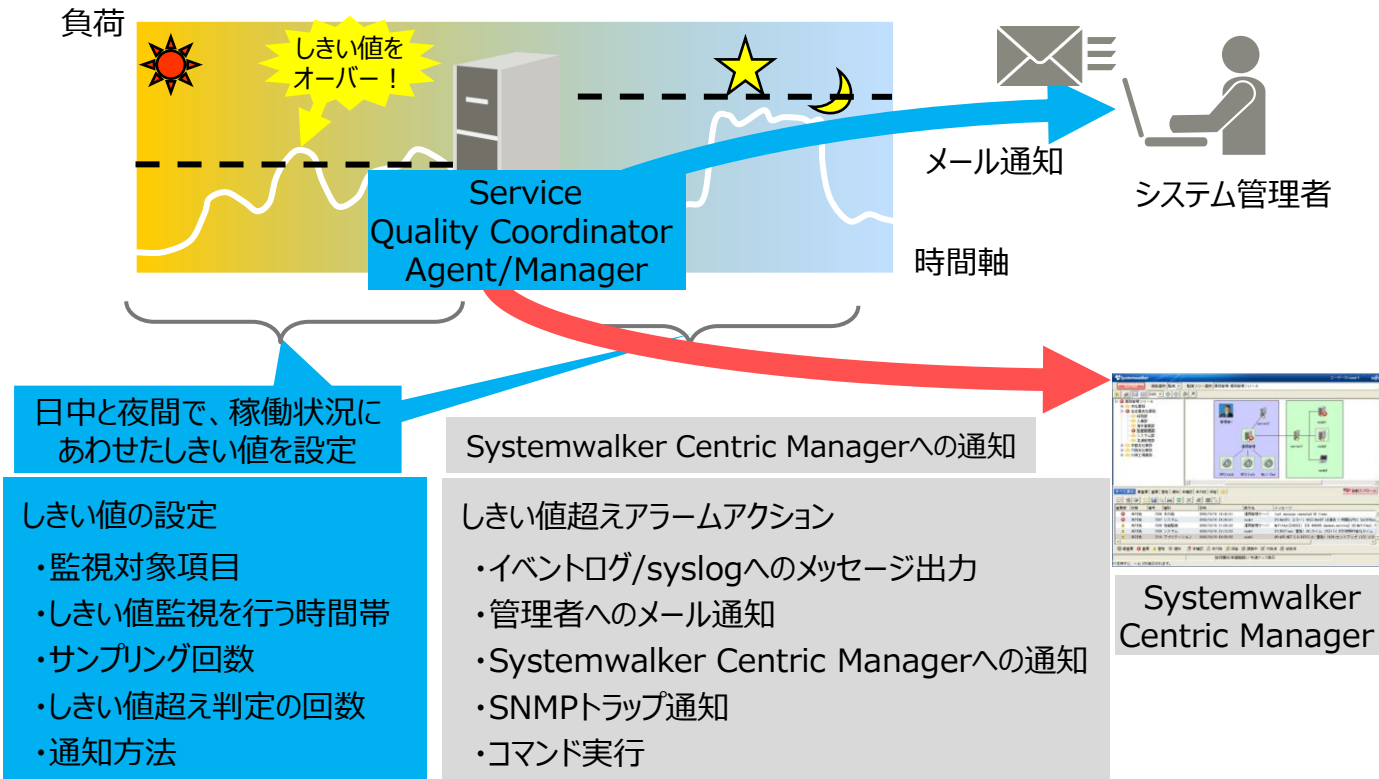 負荷
しきい値を
オーバー！
メール通知
システム管理者
Service
Quality Coordinator
Agent/Manager
時間軸
日中と夜間で、稼働状況に
あわせたしきい値を設定
Systemwalker Centric Managerへの通知
しきい値の設定
・監視対象項目
・しきい値監視を行う時間帯
・サンプリング回数
・しきい値超え判定の回数
・通知方法
しきい値超えアラームアクション
・イベントログ/syslogへのメッセージ出力
・管理者へのメール通知
・Systemwalker Centric Managerへの通知
・SNMPトラップ通知
・コマンド実行
Systemwalker
Centric Manager